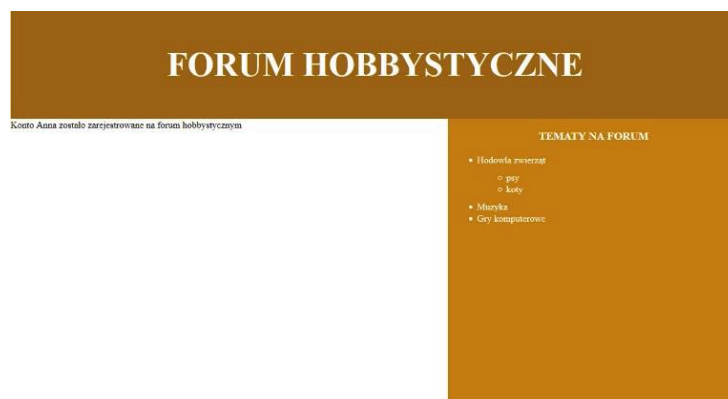 FORUM HOBBYSTYCZNE
Konto Anna zostało zarejestrowane na forum hobbystycznym
TEMATY NA FORUM
Hodowla zwierząt
psy
koty
Muzyka
Gry komputerowe